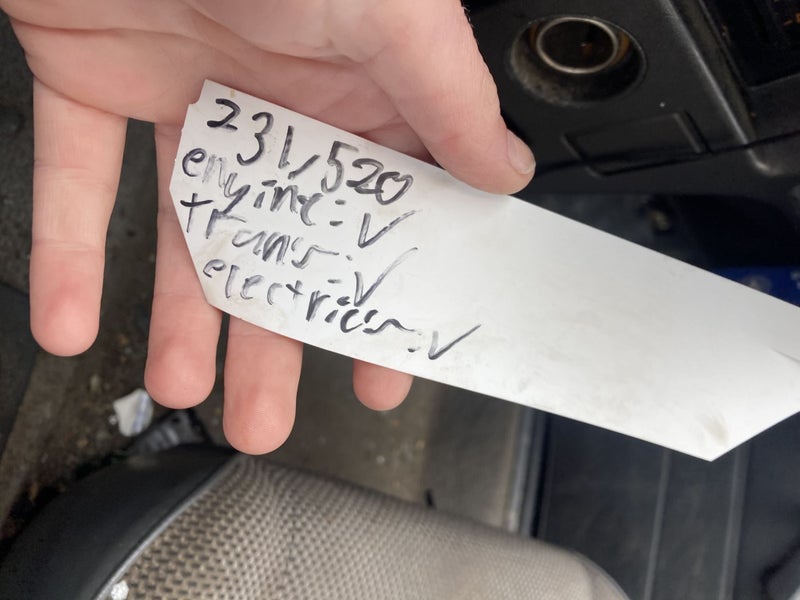 231,520
engine: ✓
trans: ✓
electrics: ✓